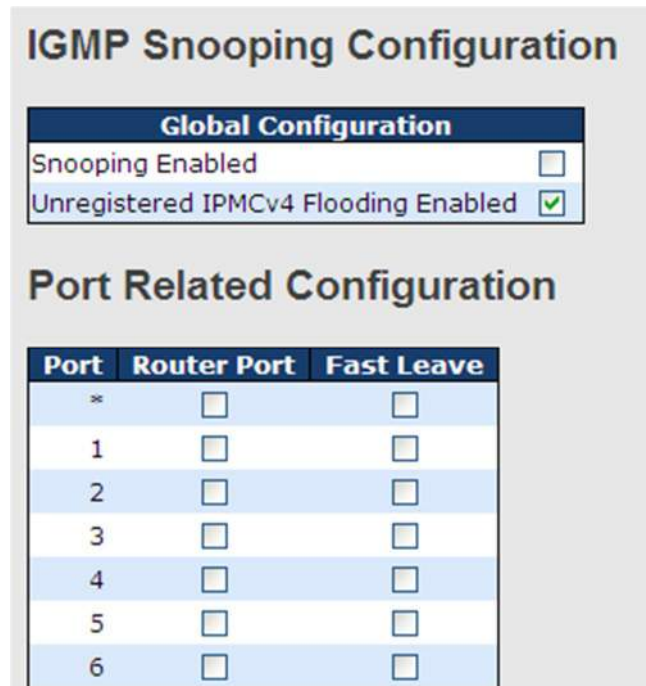 IGMP Snooping Configuration
Global Configuration
Snooping Enabled
Unregistered IPMCv4 Flooding Enabled
Port Related Configuration
Port Router Port Fast Leave
*
1
2
3
4
5
6